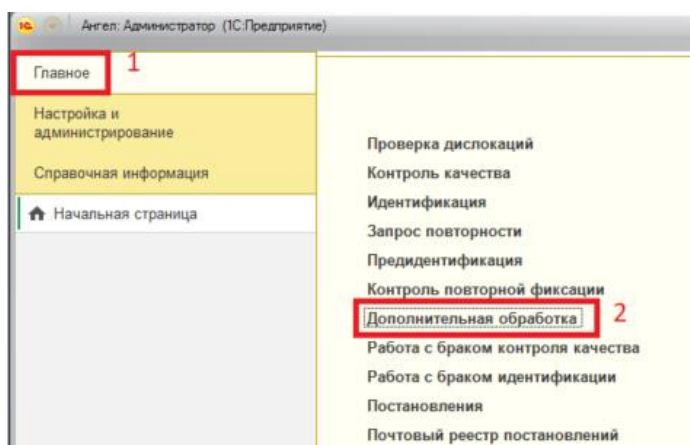 1С Ангел: Администратор (1С:Предприятие)
Главное
1
Настройка и
администрирование
Справочная информация
Начальная страница
Проверка дислокаций
Контроль качества
Идентификация
Запрос повторности
Предидентификация
Контроль повторной фиксации
Дополнительная обработка
2
Работа с браком контроля качества
Работа с браком идентификации
Постановления
Почтовый реестр постановлений